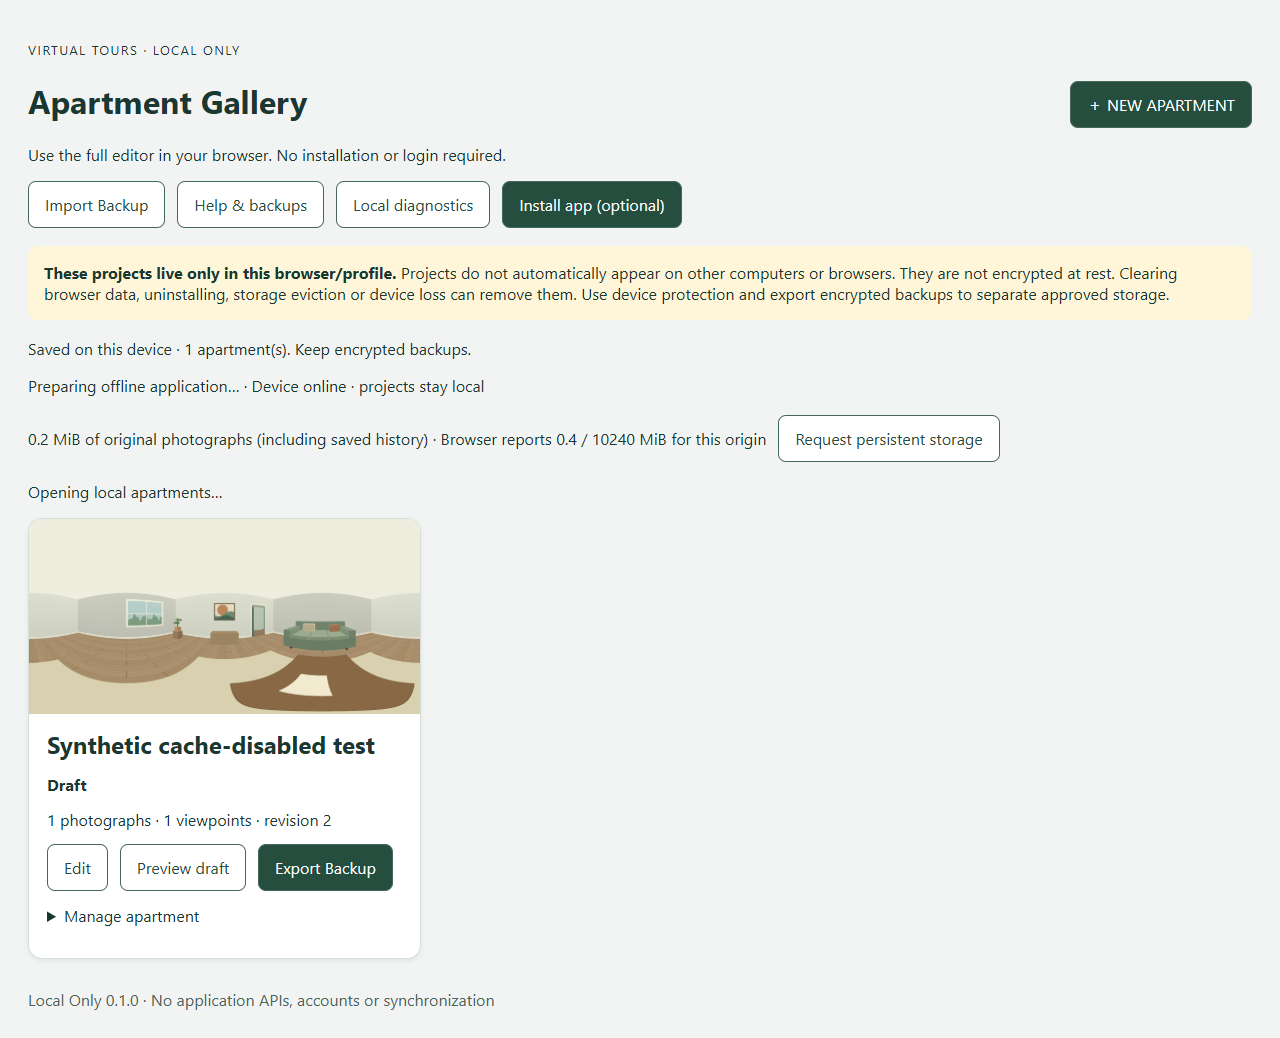 VIRTUAL TOURS · LOCAL ONLY
Apartment Gallery
+ NEW APARTMENT
Use the full editor in your browser. No installation or login required.
Import Backup
Help & backups
Local diagnostics
Install app (optional)
These projects live only in this browser/profile. Projects do not automatically appear on other computers or browsers. They are not encrypted at rest. Clearing
browser data, uninstalling, storage eviction or device loss can remove them. Use device protection and export encrypted backups to separate approved storage.
Saved on this device · 1 apartment(s). Keep encrypted backups.
Preparing offline application… · Device online · projects stay local
0.2 MiB of original photographs (including saved history) · Browser reports 0.4 / 10240 MiB for this origin
Request persistent storage
Opening local apartments…
Synthetic cache-disabled test
Draft
1 photographs · 1 viewpoints · revision 2
Edit
Preview draft
Export Backup
Manage apartment
Local Only 0.1.0 · No application APIs, accounts or synchronization